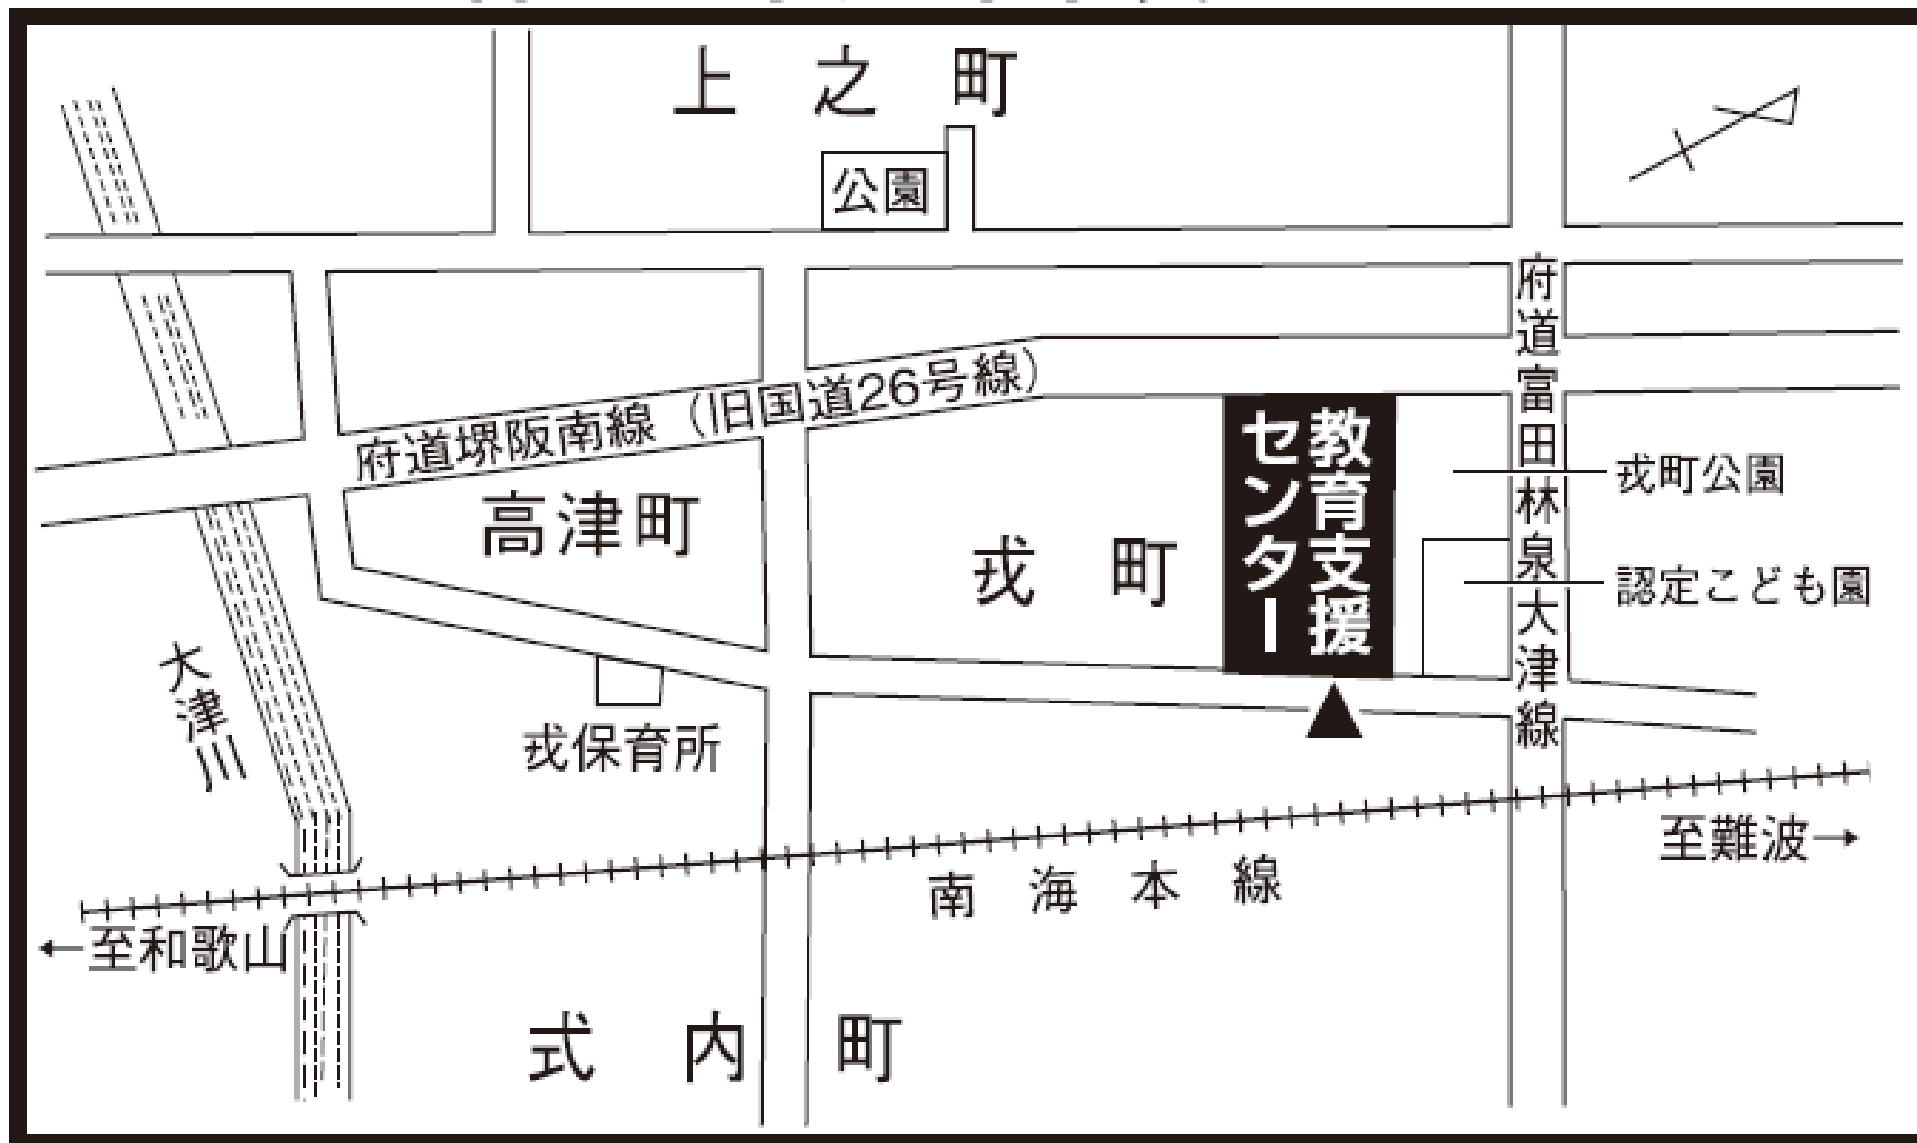 上之町
公園
府道堺阪南線（旧国道26号線）
高津町
戎町
教育支援
センター
府道富田林泉大津線
戎町公園
認定こども園
大津川
戎保育所
南海本線
至難波→
←至和歌山
式内町